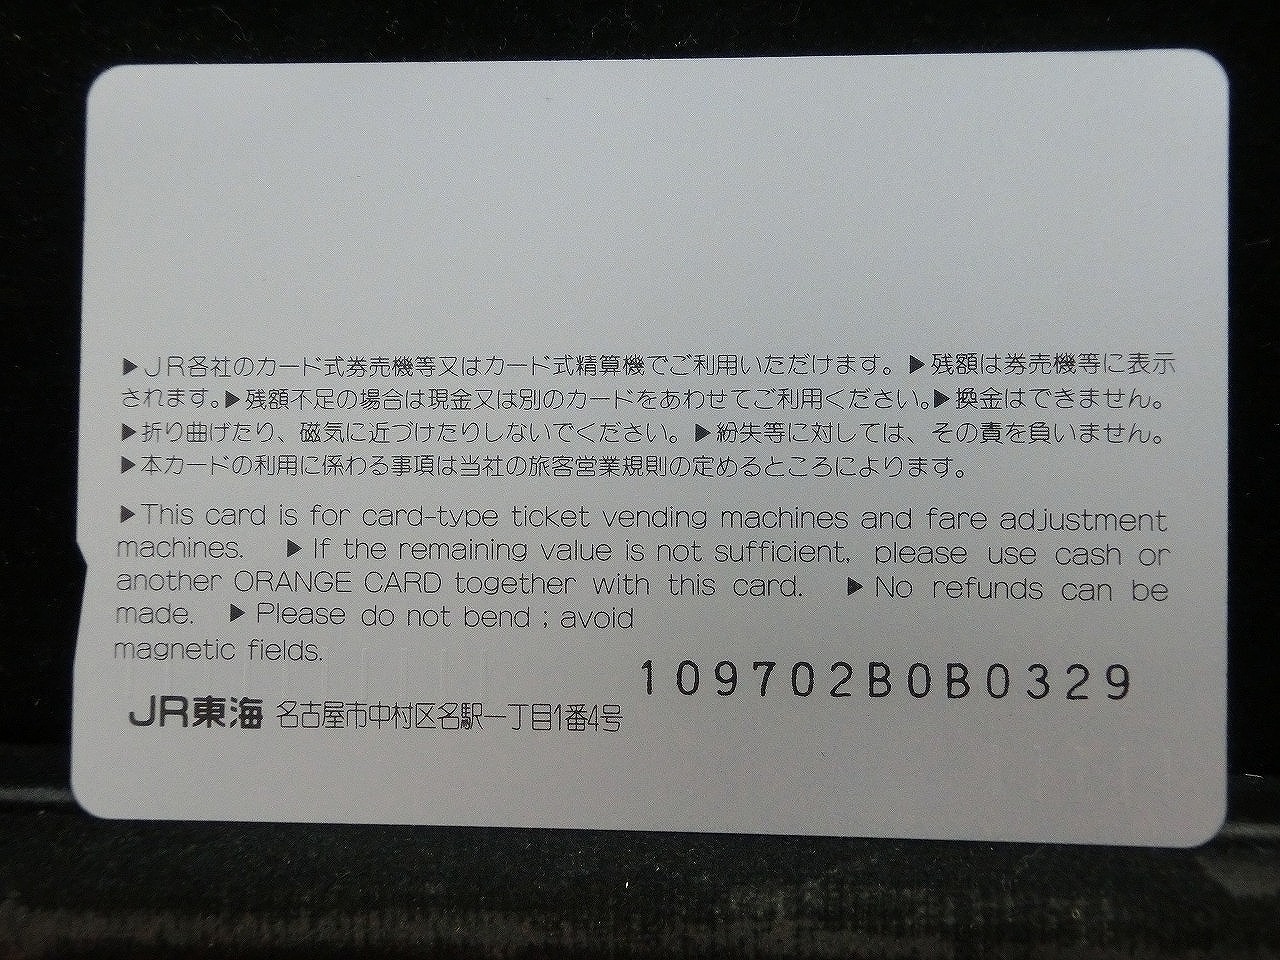 ▶JR各社のカード式券売機等又はカード式精算機でご利用いただけます。▶残額は券売機等に表示
されます。▶残額不足の場合は現金又は別のカードをあわせてご利用ください。▶換金はできません。
▶折り曲げたり、磁気に近づけたりしないでください。▶紛失等に対しては、その責を負いません。
▶本カードの利用に係わる事項は当社の旅客営業規則の定めるところによります。
▶This card is for card-type ticket vending machines and fare adjustment
machines. ▶If the remaining value is not sufficient, please use cash or
another ORANGE CARD together with this card. ▶No refunds can be
made. ▶Please do not bend ; avoid
magnetic fields.
109702B0B0329
JR東海 名古屋市中村区名駅一丁目1番4号